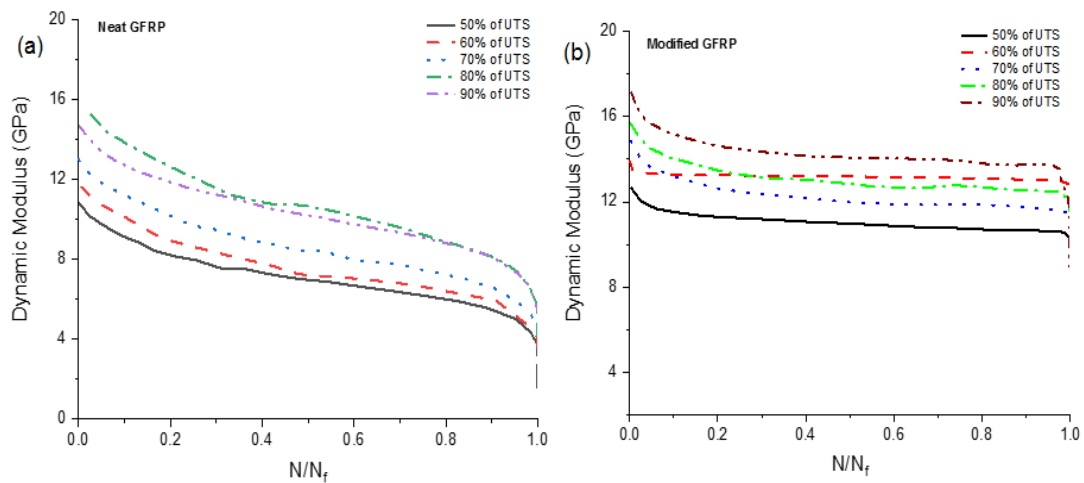 (a)
Neat GFRP
50% of UTS
60% of UTS
70% of UTS
80% of UTS
90% of UTS
Dynamic Modulus (GPa)
20
16
12
8
4
0
0.0 0.2 0.4 0.6 0.8 1.0
N/Nf
(b)
Modified GFRP
50% of UTS
60% of UTS
70% of UTS
80% of UTS
90% of UTS
Dynamic Modulus (GPa)
20
16
12
8
4
0.0 0.2 0.4 0.6 0.8 1.0
N/Nf